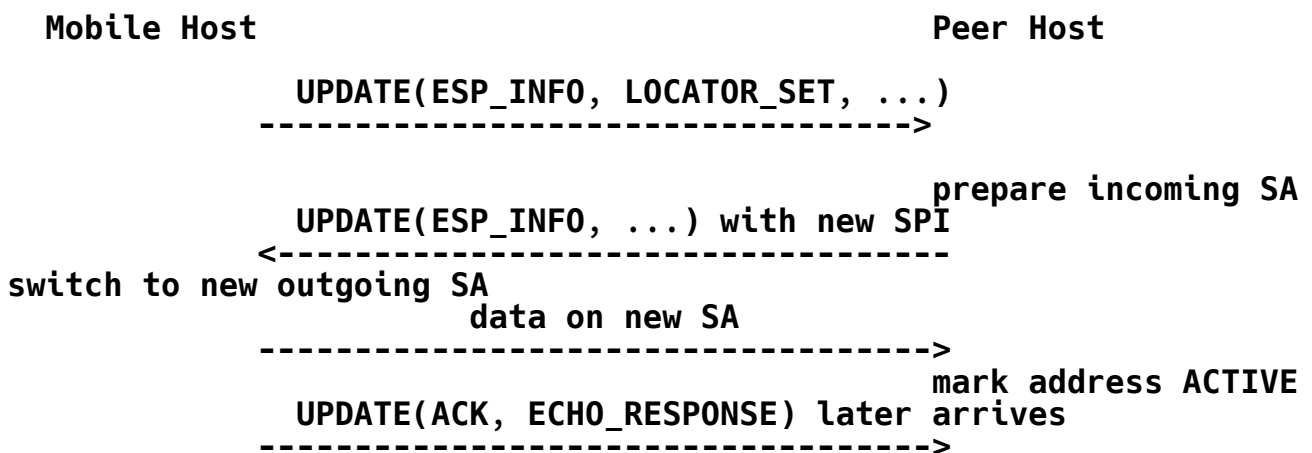 Mobile Host Peer Host
UPDATE(ESP_INFO, LOCATOR_SET, ...)
----------------------------------->
prepare incoming SA
UPDATE(ESP_INFO, ...) with new SPI
<-----------------------------------
switch to new outgoing SA
data on new SA
----------------------------------->
mark address ACTIVE
UPDATE(ACK, ECHO_RESPONSE) later arrives
----------------------------------->